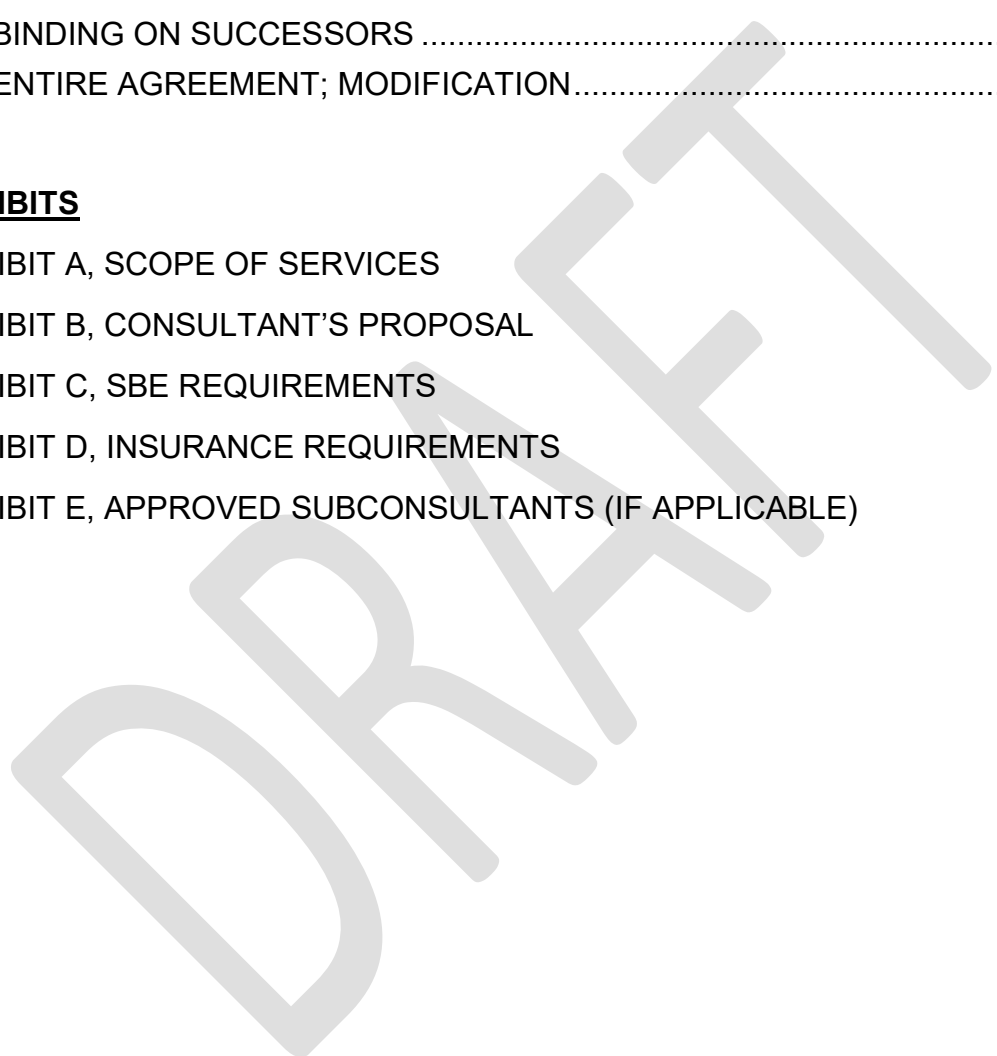 BINDING ON SUCCESSORS ................................................................
ENTIRE AGREEMENT; MODIFICATION...............................................
IBITS
IBIT A, SCOPE OF SERVICES
IBIT B, CONSULTANT’S PROPOSAL
IBIT C, SBE REQUIREMENTS
IBIT D, INSURANCE REQUIREMENTS
IBIT E, APPROVED SUBCONSULTANTS (IF APPLICABLE)
DRAFT